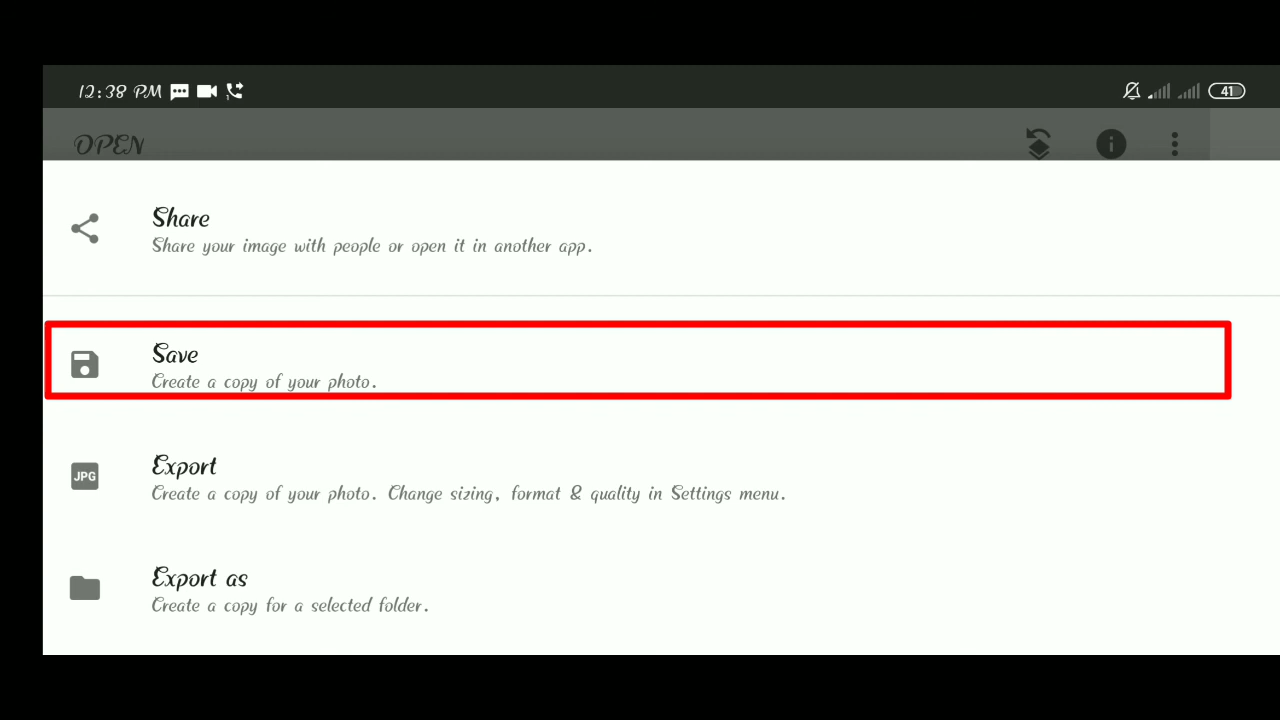 12:38 PM
41
OPEN
Share
Share your image with people or open it in another app.
Save
Create a copy of your photo.
JPG
Export
Create a copy of your photo. Change sizing, format & quality in Settings menu.
Export as
Create a copy for a selected folder.